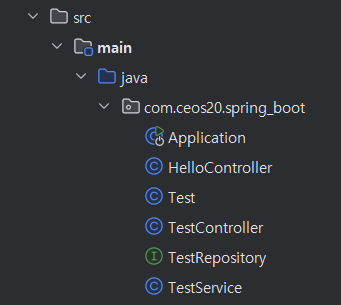 src
main
java
com.ceos20.spring_boot
Application
HelloController
Test
TestController
TestRepository
TestService